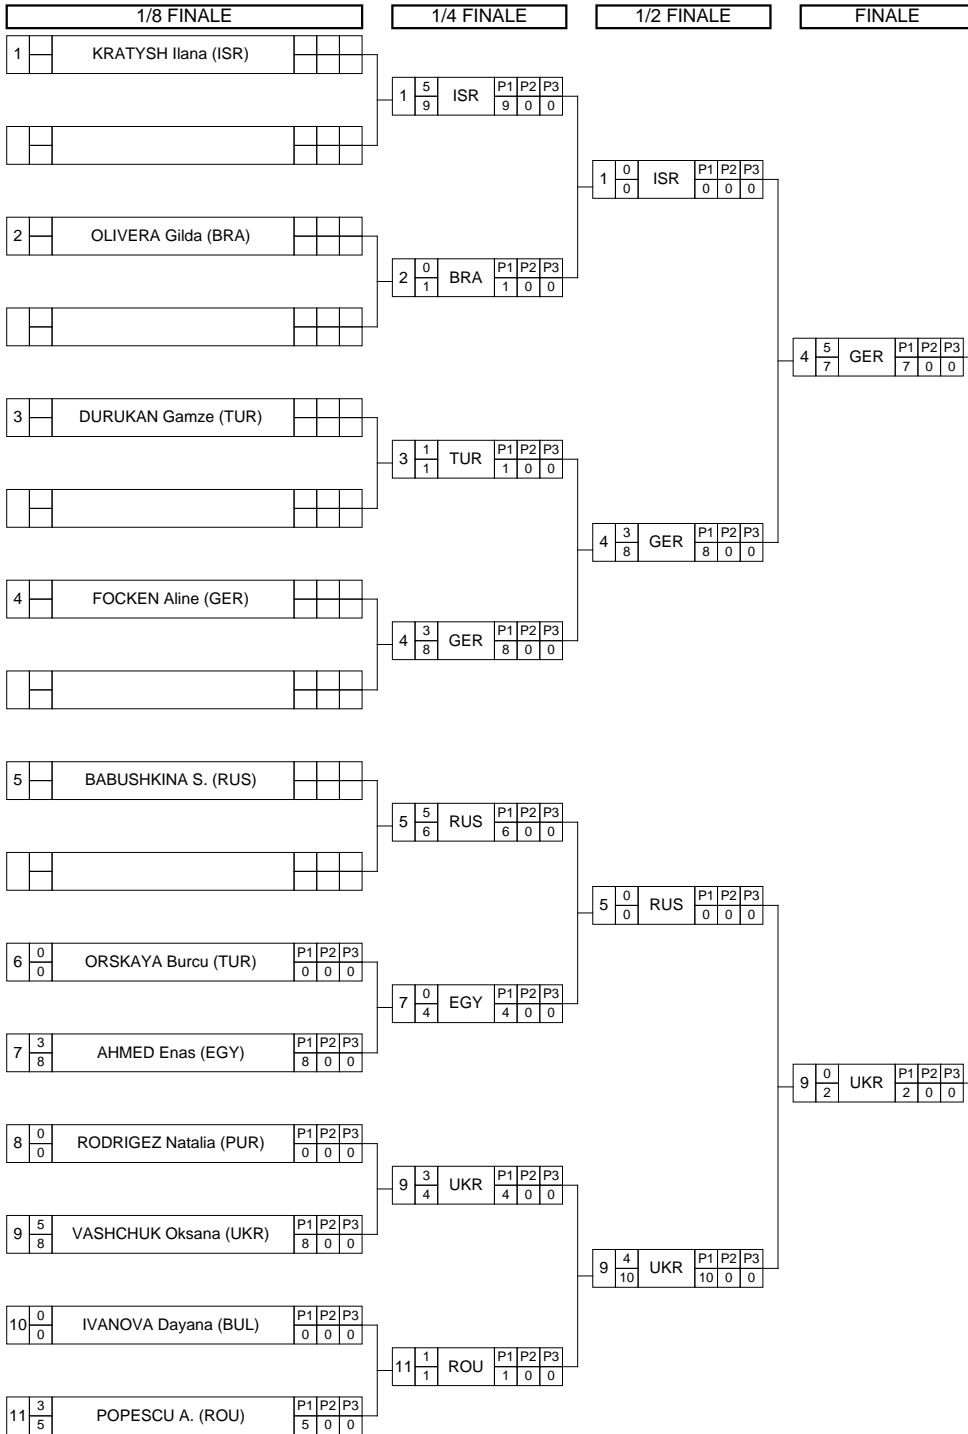 1/8 FINALE 1/4 FINALE 1/2 FINALE FINALE
1 KRATYSH Ilana (ISR)
1 5 9 ISR P1 P2 P3 9 0 0
1 0 0 ISR P1 P2 P3 0 0 0
2 OLIVERA Gilda (BRA)
2 0 1 BRA P1 P2 P3 1 0 0
4 5 7 GER P1 P2 P3 7 0 0
3 DURUKAN Gamze (TUR)
3 1 1 TUR P1 P2 P3 1 0 0
4 3 8 GER P1 P2 P3 8 0 0
4 FOCKEN Aline (GER)
4 3 8 GER P1 P2 P3 8 0 0
5 BABUSHKINA S. (RUS)
5 5 6 RUS P1 P2 P3 6 0 0
5 0 0 RUS P1 P2 P3 0 0 0
6 0 0 ORSKAYA Burcu (TUR) P1 P2 P3 0 0 0
7 0 4 EGY P1 P2 P3 4 0 0
7 3 8 AHMED Enas (EGY) P1 P2 P3 8 0 0
9 0 2 UKR P1 P2 P3 2 0 0
8 0 0 RODRIGEZ Natalia (PUR) P1 P2 P3 0 0 0
9 3 4 UKR P1 P2 P3 4 0 0
9 5 8 VASHCHUK Oksana (UKR) P1 P2 P3 8 0 0
9 4 10 UKR P1 P2 P3 10 0 0
10 0 0 IVANOVA Dayana (BUL) P1 P2 P3 0 0 0
11 1 1 ROU P1 P2 P3 1 0 0
11 3 5 POPESCU A. (ROU) P1 P2 P3 5 0 0